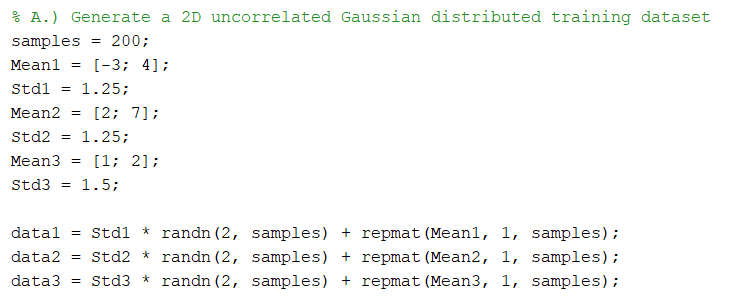 % A.) Generate a 2D uncorrelated Gaussian distributed training dataset
samples = 200;
Mean1 = [-3; 4];
Std1 = 1.25;
Mean2 = [2; 7];
Std2 = 1.25;
Mean3 = [1; 2];
Std3 = 1.5;
data1 = Std1 * randn(2, samples) + repmat(Mean1, 1, samples);
data2 = Std2 * randn(2, samples) + repmat(Mean2, 1, samples);
data3 = Std3 * randn(2, samples) + repmat(Mean3, 1, samples);